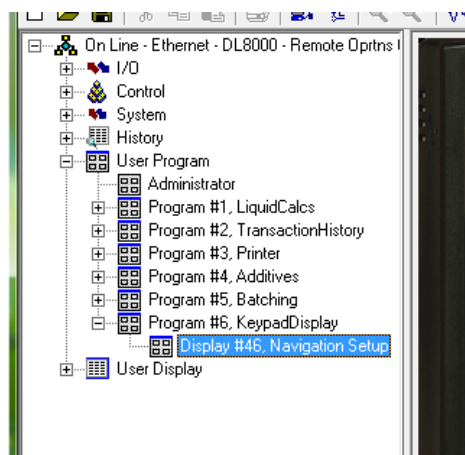 On Line - Ethernet - DL8000 - Remote Oprtns
I/O
Control
System
History
User Program
Administrator
Program #1, LiquidCalcs
Program #2, TransactionHistory
Program #3, Printer
Program #4, Additives
Program #5, Batching
Program #6, KeypadDisplay
Display #46, Navigation Setup
User Display